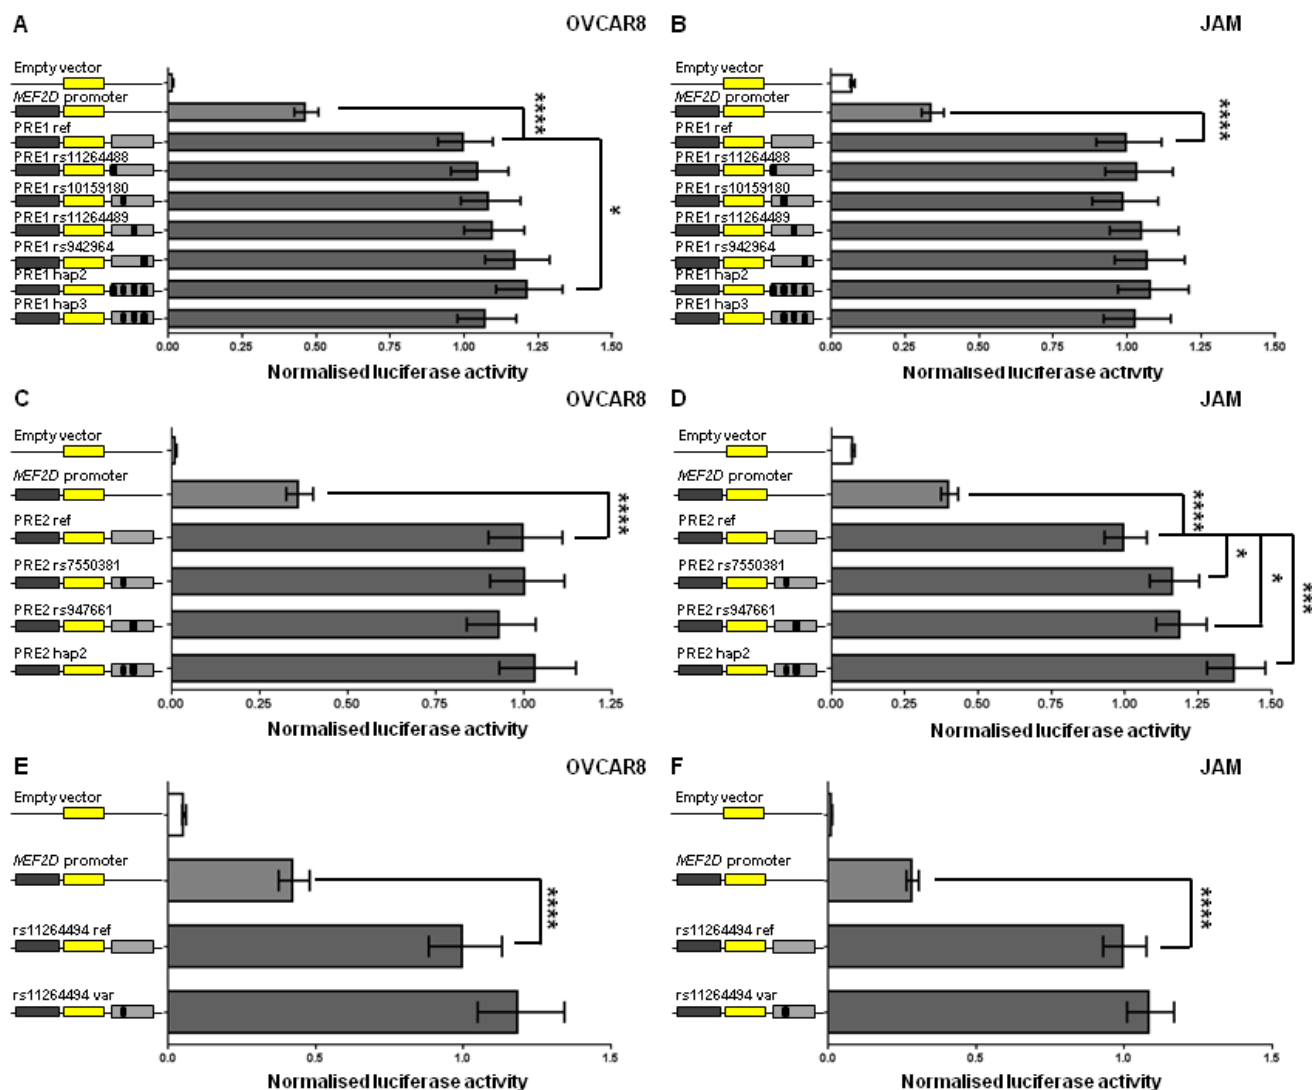 A OVCAR8
Empty vector
MEF2D promoter
PRE1 ref
PRE1 rs11264488
PRE1 rs10159180
PRE1 rs11264489
PRE1 rs942964
PRE1 hap2
PRE1 hap3
****
*
0.00 0.25 0.50 0.75 1.00 1.25 1.50
Normalised luciferase activity
B JAM
Empty vector
MEF2D promoter
PRE1 ref
PRE1 rs11264488
PRE1 rs10159180
PRE1 rs11264489
PRE1 rs942964
PRE1 hap2
PRE1 hap3
****
0.00 0.25 0.50 0.75 1.00 1.25 1.50
Normalised luciferase activity
C OVCAR8
Empty vector
MEF2D promoter
PRE2 ref
PRE2 rs7550381
PRE2 rs947661
PRE2 hap2
****
0.00 0.25 0.50 0.75 1.00 1.25
Normalised luciferase activity
D JAM
Empty vector
MEF2D promoter
PRE2 ref
PRE2 rs7550381
PRE2 rs947661
PRE2 hap2
****
*
*
***
0.00 0.25 0.50 0.75 1.00 1.25 1.50
Normalised luciferase activity
E OVCAR8
Empty vector
MEF2D promoter
rs11264494 ref
rs11264494 var
****
0.0 0.5 1.0 1.5
Normalised luciferase activity
F JAM
Empty vector
MEF2D promoter
rs11264494 ref
rs11264494 var
****
0.0 0.5 1.0 1.5
Normalised luciferase activity